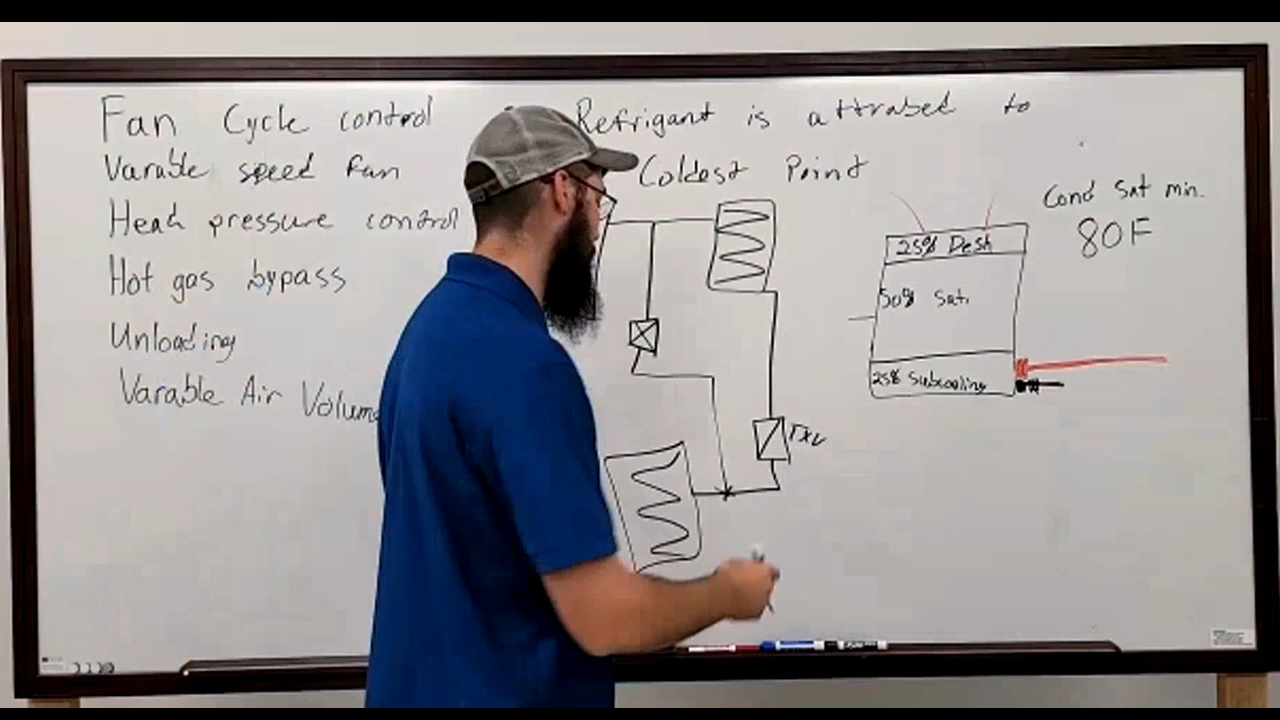 Fan Cycle control
Varable speed fan
Head pressure control
Hot gas bypass
Unloading
Varable Air Volume
Refrigant is attrabed to
Coldest Point
TXV
Cond Sat min.
80F
25% Desh
50% Sat.
25% Subcooling